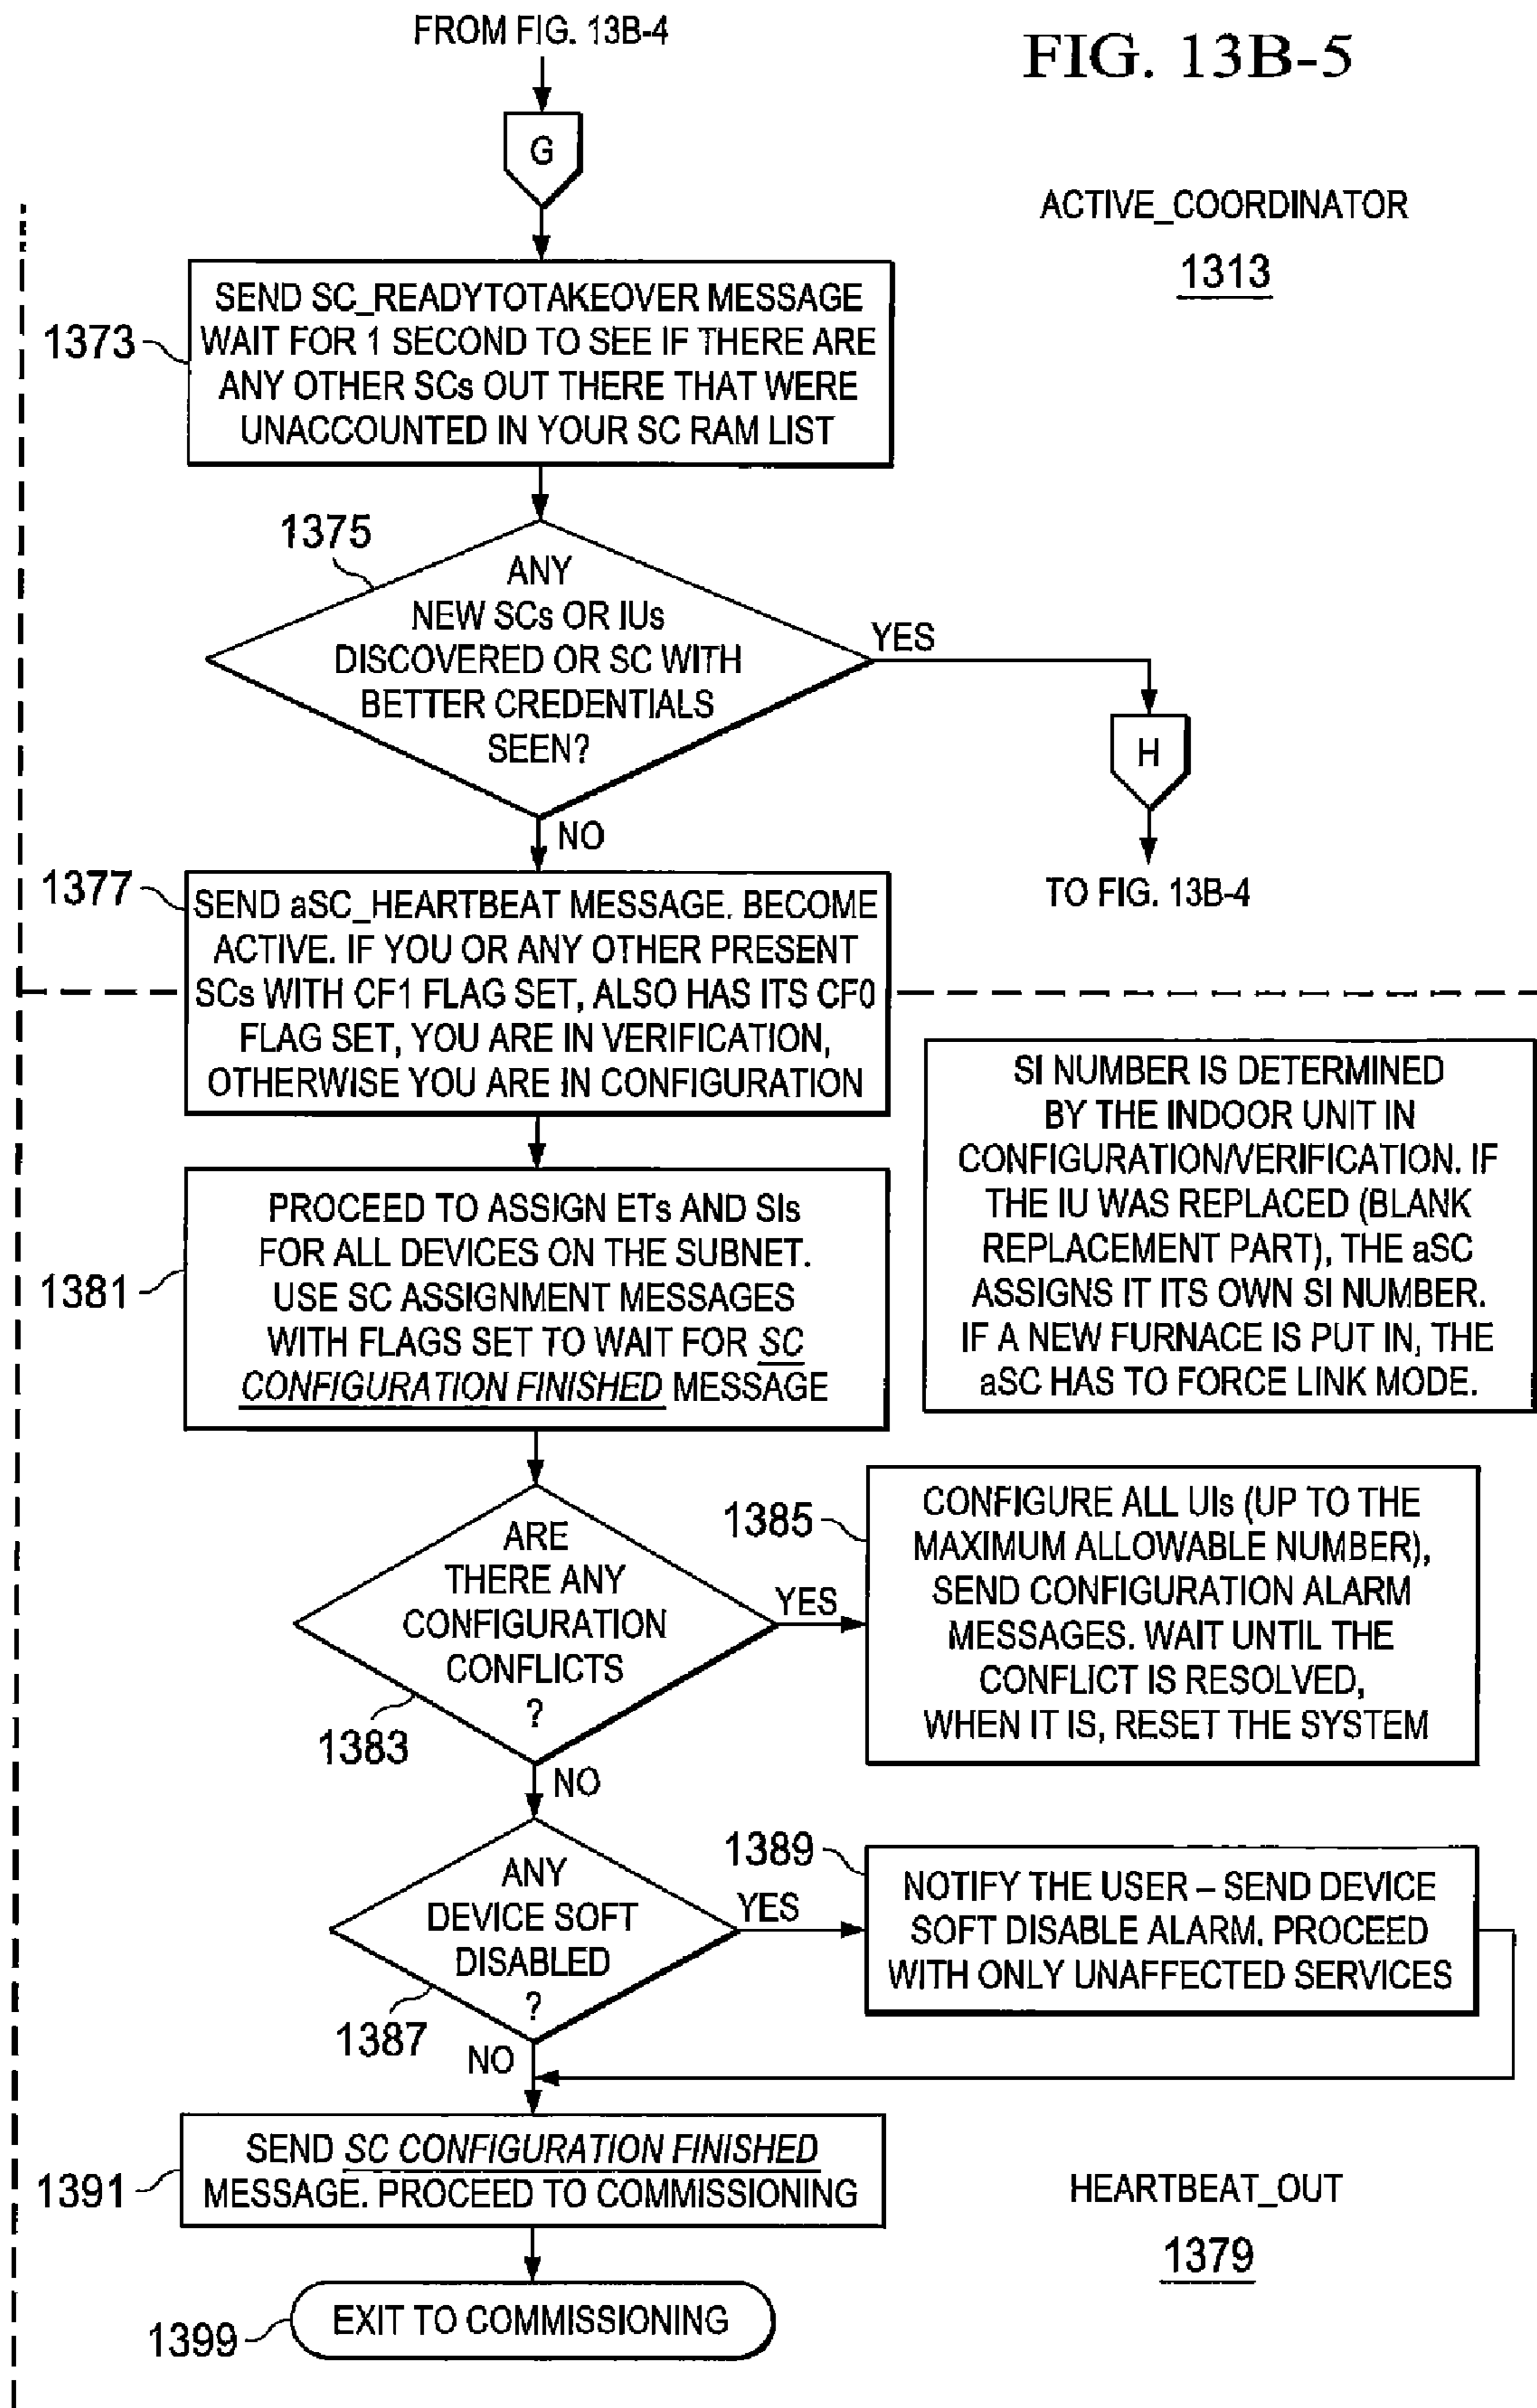 FROM FIG. 13B-4
FIG. 13B-5
G
ACTIVE_COORDINATOR
1313
1373
SEND SC_READYTOTAKEOVER MESSAGE
WAIT FOR 1 SECOND TO SEE IF THERE ARE
ANY OTHER SCs OUT THERE THAT WERE
UNACCOUNTED IN YOUR SC RAM LIST
1375
ANY
NEW SCs OR IUs
DISCOVERED OR SC WITH
BETTER CREDENTIALS
SEEN?
YES
H
TO FIG. 13B-4
NO
1377
SEND aSC_HEARTBEAT MESSAGE. BECOME
ACTIVE. IF YOU OR ANY OTHER PRESENT
SCs WITH CF1 FLAG SET, ALSO HAS ITS CF0
FLAG SET, YOU ARE IN VERIFICATION,
OTHERWISE YOU ARE IN CONFIGURATION
SI NUMBER IS DETERMINED
BY THE INDOOR UNIT IN
CONFIGURATION/VERIFICATION. IF
THE IU WAS REPLACED (BLANK
REPLACEMENT PART), THE aSC
ASSIGNS IT ITS OWN SI NUMBER.
IF A NEW FURNACE IS PUT IN, THE
aSC HAS TO FORCE LINK MODE.
1381
PROCEED TO ASSIGN ETs AND SIs
FOR ALL DEVICES ON THE SUBNET.
USE SC ASSIGNMENT MESSAGES
WITH FLAGS SET TO WAIT FOR SC
CONFIGURATION FINISHED MESSAGE
ARE
THERE ANY
CONFIGURATION
CONFLICTS
?
1383
YES
1385
CONFIGURE ALL UIs (UP TO THE
MAXIMUM ALLOWABLE NUMBER),
SEND CONFIGURATION ALARM
MESSAGES. WAIT UNTIL THE
CONFLICT IS RESOLVED,
WHEN IT IS, RESET THE SYSTEM
NO
ANY
DEVICE SOFT
DISABLED
?
1387
YES
1389
NOTIFY THE USER – SEND DEVICE
SOFT DISABLE ALARM. PROCEED
WITH ONLY UNAFFECTED SERVICES
NO
1391
SEND SC CONFIGURATION FINISHED
MESSAGE. PROCEED TO COMMISSIONING
HEARTBEAT_OUT
1379
1399
EXIT TO COMMISSIONING